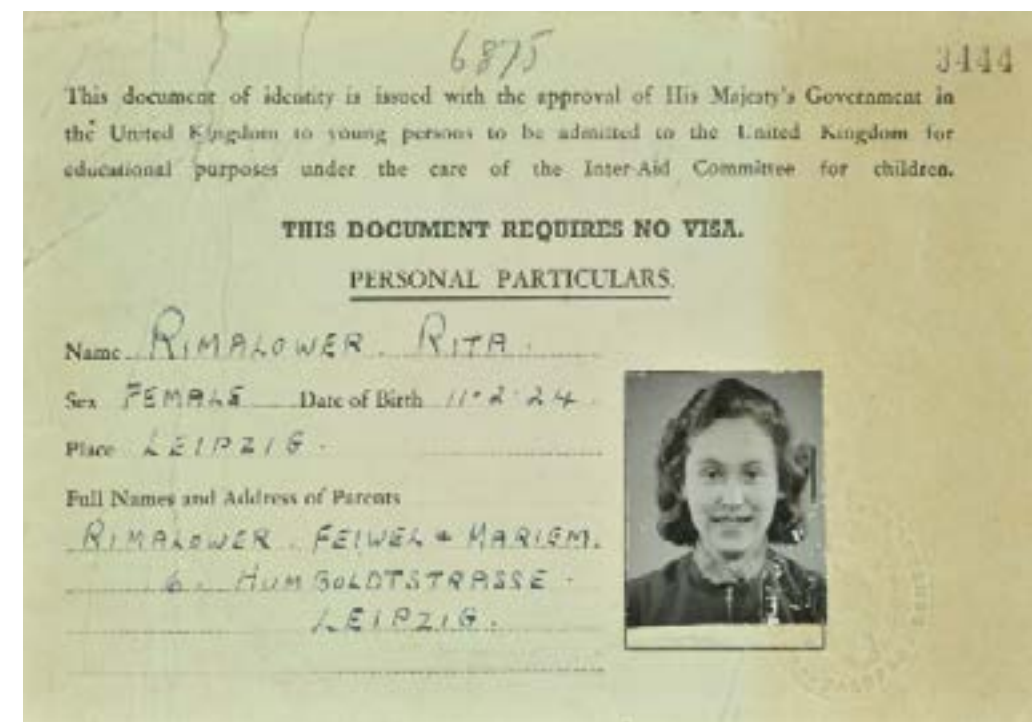 6875
3444
This document of identity is issued with the approval of His Majesty's Government in
the United Kingdom to young persons to be admitted to the United Kingdom for
educational purposes under the care of the Inter-Aid Committee for children.
THIS DOCUMENT REQUIRES NO VISA.
PERSONAL PARTICULARS.
Name RIMALOWER. RITA.
Sex FEMALE Date of Birth 11.2.24.
Place LEIPZIG.
Full Names and Address of Parents
RIMALOWER. FEIWEL & MARIEM.
6. HUMBOLDTSTRASSE.
LEIPZIG.